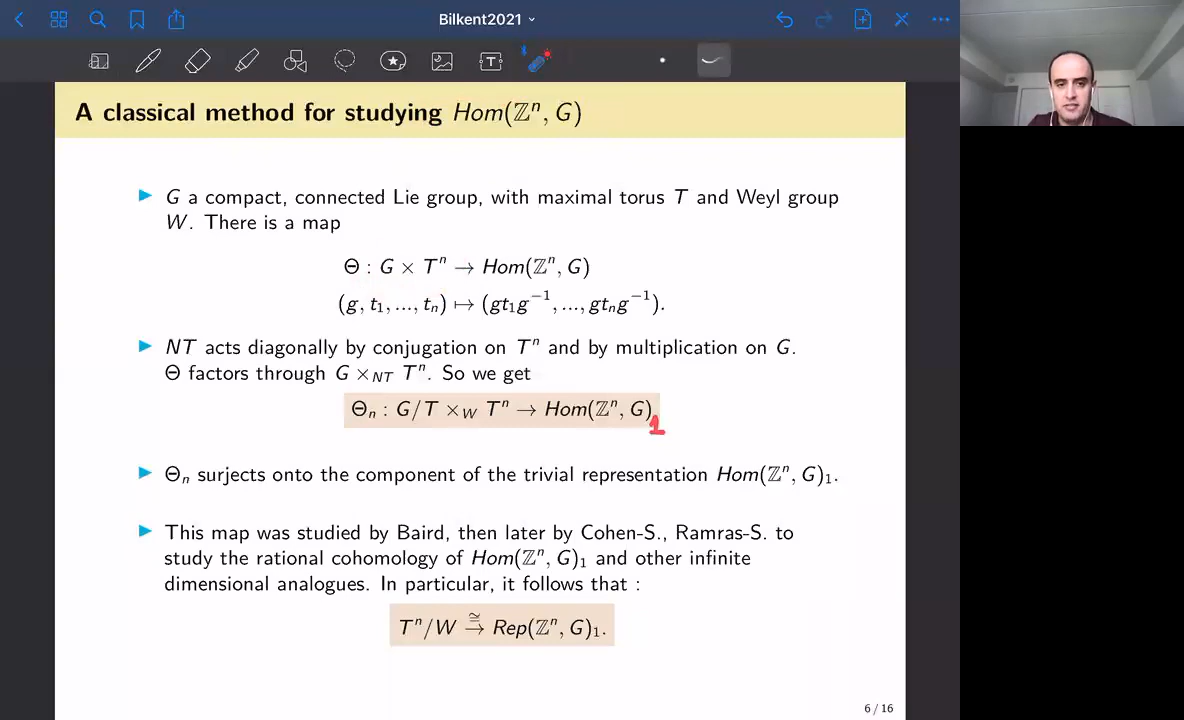 Bilkent2021
A classical method for studying Hom(ℤⁿ, G)
G a compact, connected Lie group, with maximal torus T and Weyl group
W. There is a map
Θ : G × Tⁿ → Hom(ℤⁿ, G)
(g, t₁, ..., tₙ) ↦ (gt₁g⁻¹, ..., gtₙg⁻¹).
NT acts diagonally by conjugation on Tⁿ and by multiplication on G.
Θ factors through G ×_NT Tⁿ. So we get
Θₙ : G/T ×_W Tⁿ → Hom(ℤⁿ, G)₁
Θₙ surjects onto the component of the trivial representation Hom(ℤⁿ, G)₁.
This map was studied by Baird, then later by Cohen-S., Ramras-S. to
study the rational cohomology of Hom(ℤⁿ, G)₁ and other infinite
dimensional analogues. In particular, it follows that :
Tⁿ/W ≅→ Rep(ℤⁿ, G)₁.
6 / 16